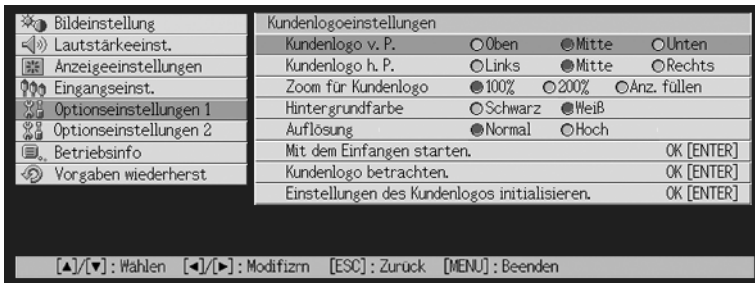 Bildeinstellung
Lautstärkeeinst.
Anzeigeeinstellungen
Eingangseinst.
Optionseinstellungen 1
Optionseinstellungen 2
Betriebsinfo
Vorgaben wiederherst
Kundenlogoeinstellungen
Kundenlogo v. P. Oben Mitte Unten
Kundenlogo h. P. Links Mitte Rechts
Zoom für Kundenlogo 100% 200% Anz. füllen
Hintergrundfarbe Schwarz Weiß
Auflösung Normal Hoch
Mit dem Einfangen starten. OK [ENTER]
Kundenlogo betrachten. OK [ENTER]
Einstellungen des Kundenlogos initialisieren. OK [ENTER]
[▲]/[▼] : Wählen [◄]/[►] : Modifizrn [ESC] : Zurück [MENU] : Beenden